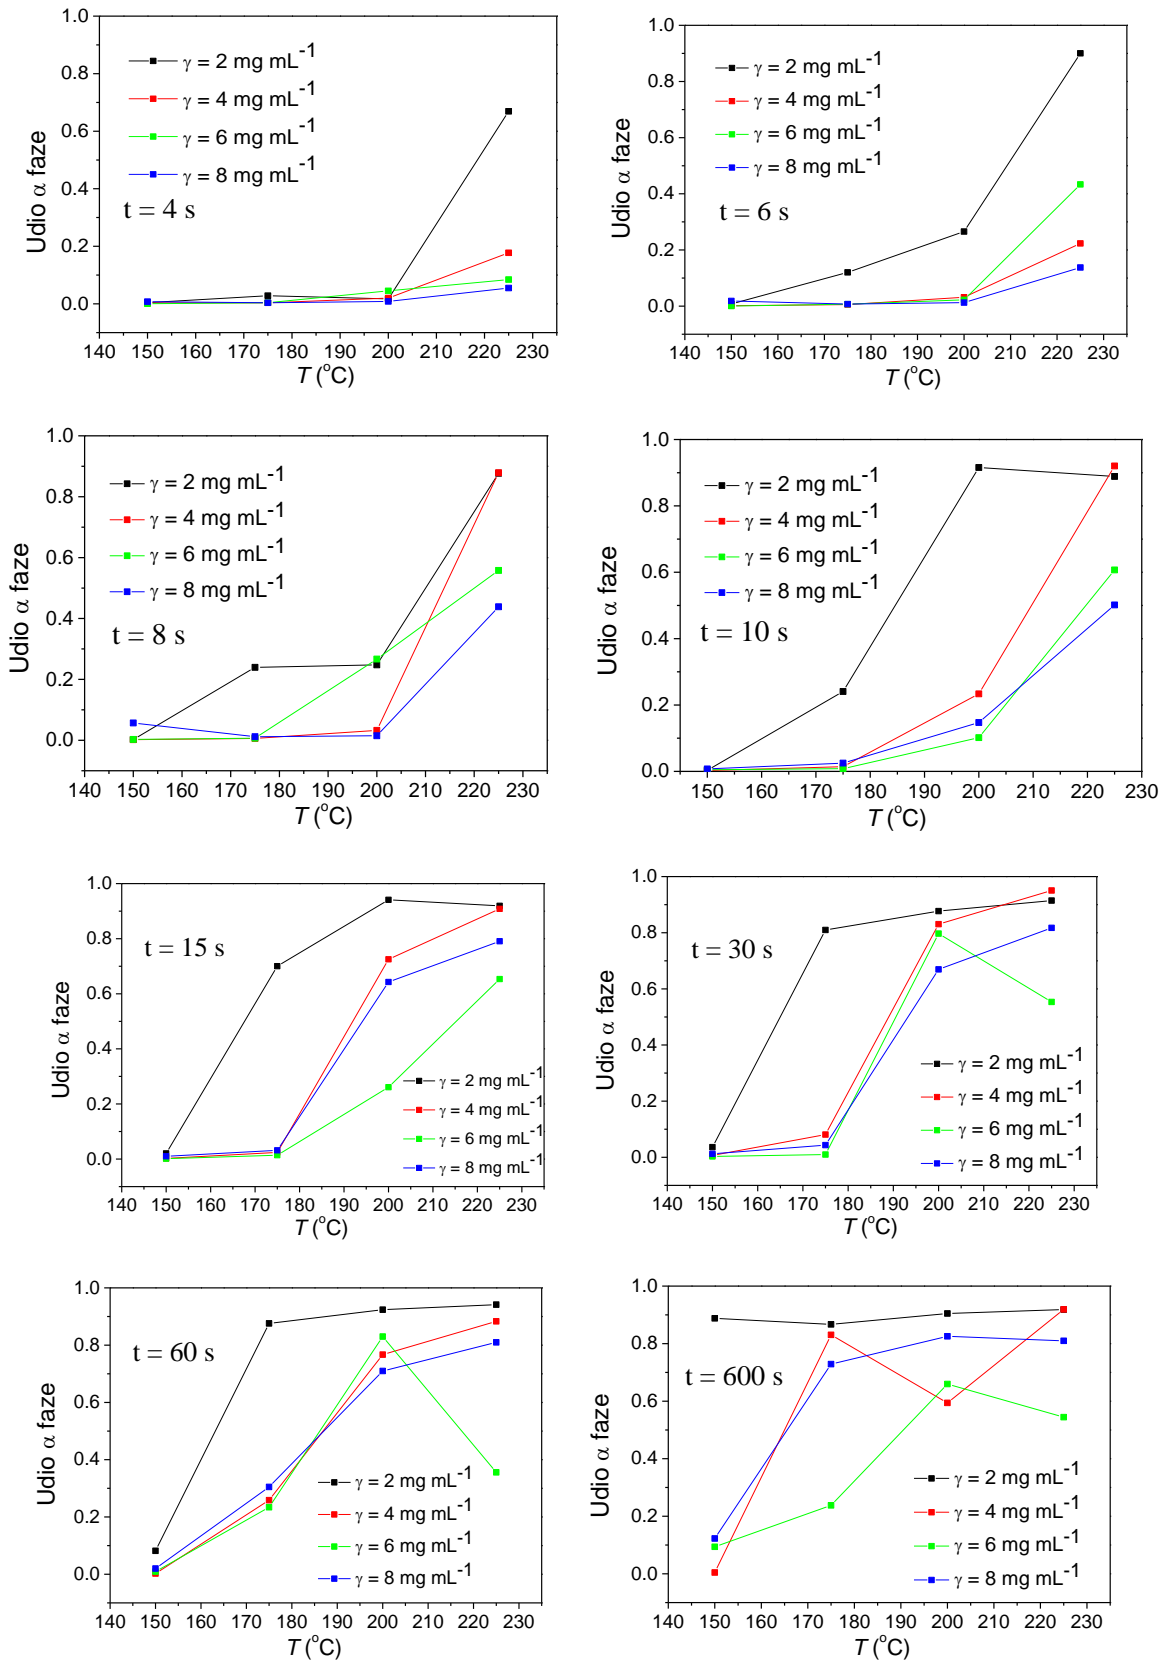 1.0
0.8
0.6
0.4
0.2
0.0
Udio α faze
γ = 2 mg mL⁻¹
γ = 4 mg mL⁻¹
γ = 6 mg mL⁻¹
γ = 8 mg mL⁻¹
t = 4 s
140 150 160 170 180 190 200 210 220 230
T (°C)
1.0
0.8
0.6
0.4
0.2
0.0
Udio α faze
γ = 2 mg mL⁻¹
γ = 4 mg mL⁻¹
γ = 6 mg mL⁻¹
γ = 8 mg mL⁻¹
t = 6 s
140 150 160 170 180 190 200 210 220 230
T (°C)
1.0
0.8
0.6
0.4
0.2
0.0
Udio α faze
γ = 2 mg mL⁻¹
γ = 4 mg mL⁻¹
γ = 6 mg mL⁻¹
γ = 8 mg mL⁻¹
t = 8 s
140 150 160 170 180 190 200 210 220 230
T (°C)
1.0
0.8
0.6
0.4
0.2
0.0
Udio α faze
γ = 2 mg mL⁻¹
γ = 4 mg mL⁻¹
γ = 6 mg mL⁻¹
γ = 8 mg mL⁻¹
t = 10 s
140 150 160 170 180 190 200 210 220 230
T (°C)
1.0
0.8
0.6
0.4
0.2
0.0
Udio α faze
t = 15 s
γ = 2 mg mL⁻¹
γ = 4 mg mL⁻¹
γ = 6 mg mL⁻¹
γ = 8 mg mL⁻¹
140 150 160 170 180 190 200 210 220 230
T (°C)
1.0
0.8
0.6
0.4
0.2
0.0
Udio α faze
t = 30 s
γ = 2 mg mL⁻¹
γ = 4 mg mL⁻¹
γ = 6 mg mL⁻¹
γ = 8 mg mL⁻¹
140 150 160 170 180 190 200 210 220 230
T (°C)
1.0
0.8
0.6
0.4
0.2
0.0
Udio α faze
t = 60 s
γ = 2 mg mL⁻¹
γ = 4 mg mL⁻¹
γ = 6 mg mL⁻¹
γ = 8 mg mL⁻¹
140 150 160 170 180 190 200 210 220 230
T (°C)
1.0
0.8
0.6
0.4
0.2
0.0
Udio α faze
t = 600 s
γ = 2 mg mL⁻¹
γ = 4 mg mL⁻¹
γ = 6 mg mL⁻¹
γ = 8 mg mL⁻¹
140 150 160 170 180 190 200 210 220 230
T (°C)